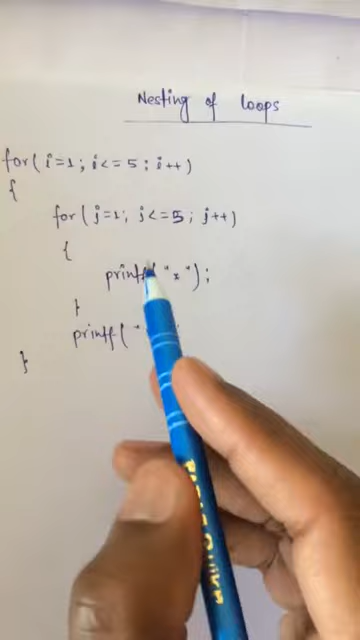 Nesting of loops
for( i=1; i<= 5; i++)
{
for( j=1; j<=5; j++)
{
printf( "*" );
}
printf( "
}